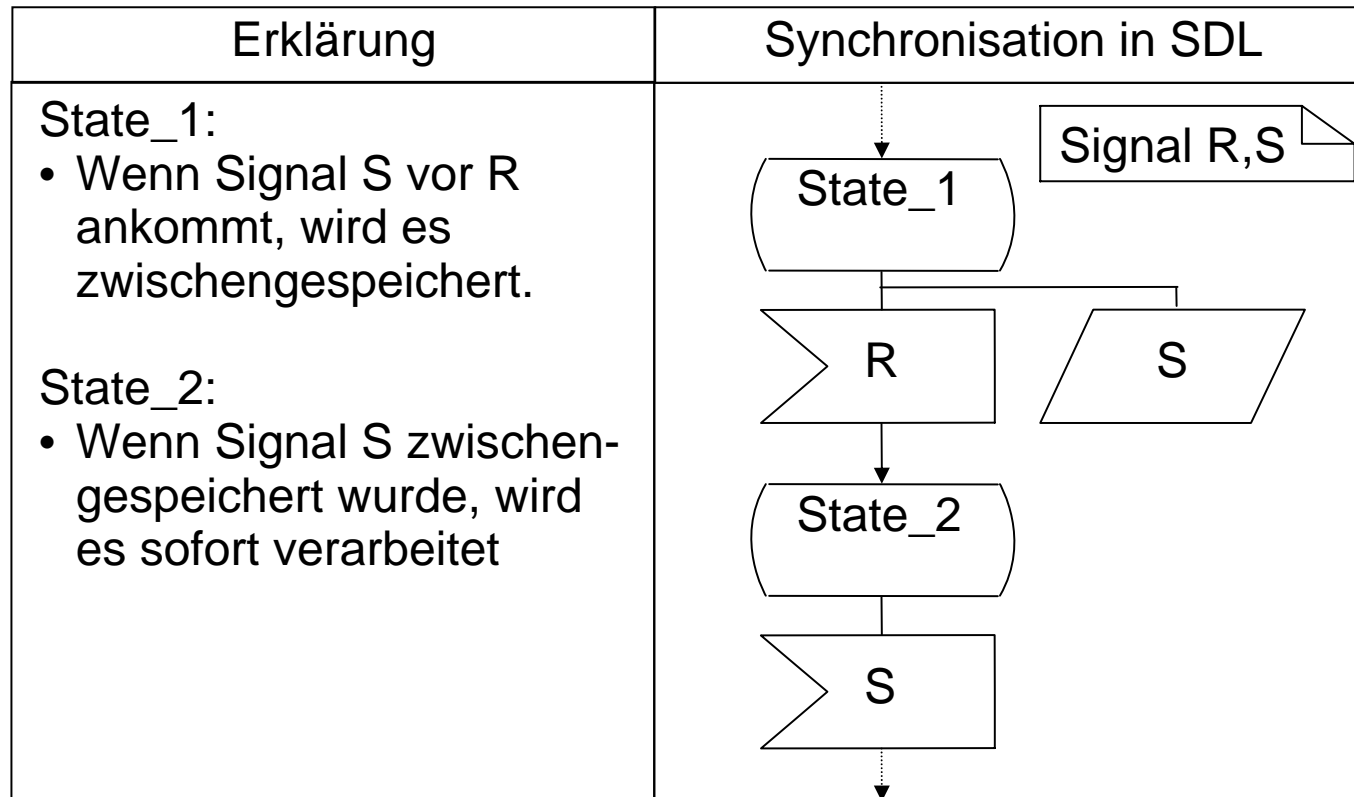 Erklärung
Synchronisation in SDL
State_1:
• Wenn Signal S vor R
ankommt, wird es
zwischengespeichert.
State_2:
• Wenn Signal S zwischen-
gespeichert wurde, wird
es sofort verarbeitet
Signal R,S
State_1
R
S
State_2
S